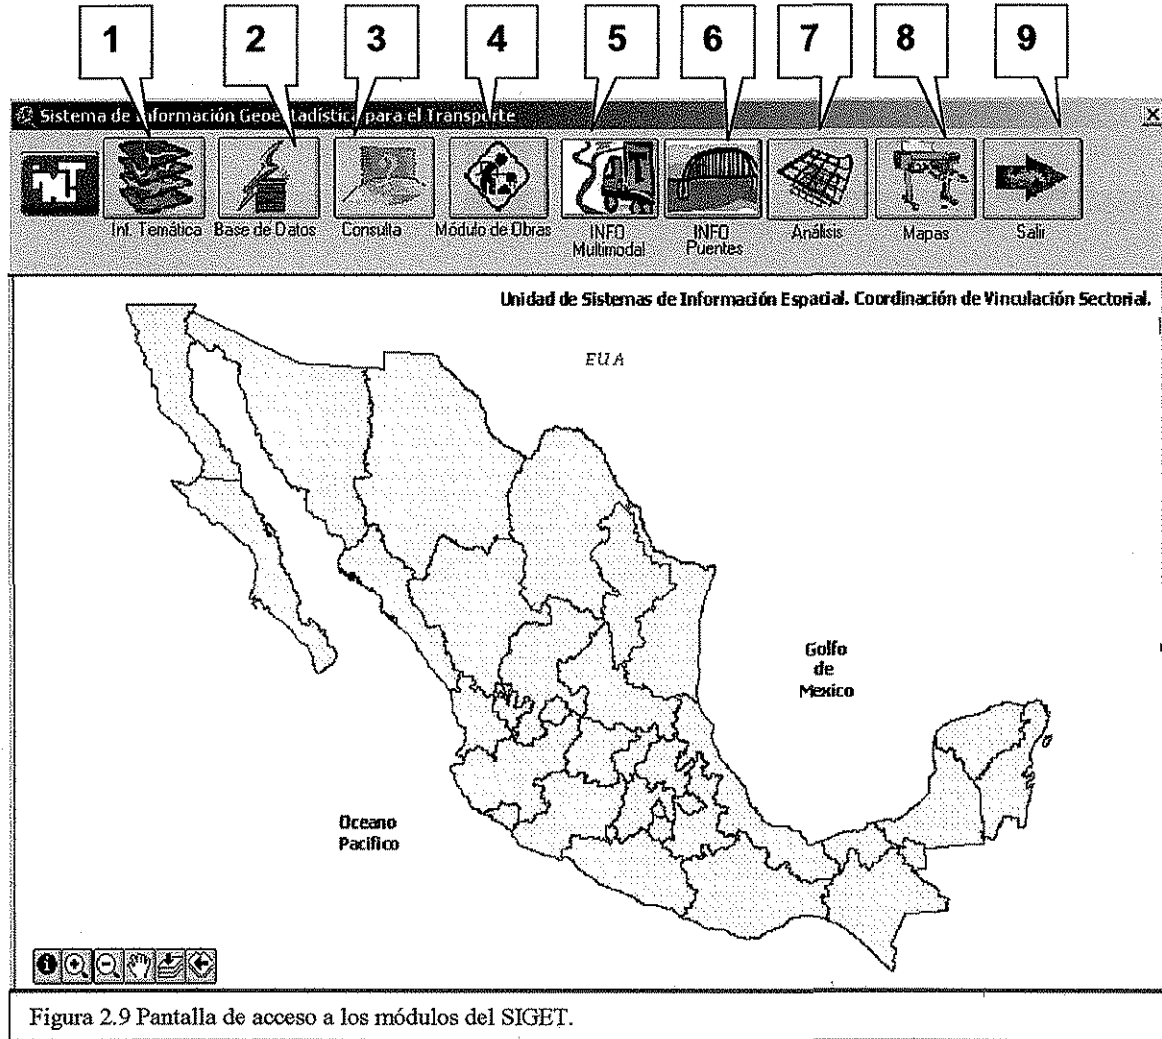 1 2 3 4 5 6 7 8 9
Sistema de Información Geoestadística para el Transporte
IMT
Inf. Temática Base de Datos Consulta Módulo de Obras INFO Multimodal INFO Puentes Análisis Mapas Salir
Unidad de Sistemas de Información Espacial. Coordinación de Vinculación Sectorial.
EUA
Golfo
de
Mexico
Oceano
Pacifico
Figura 2.9 Pantalla de acceso a los módulos del SIGET.